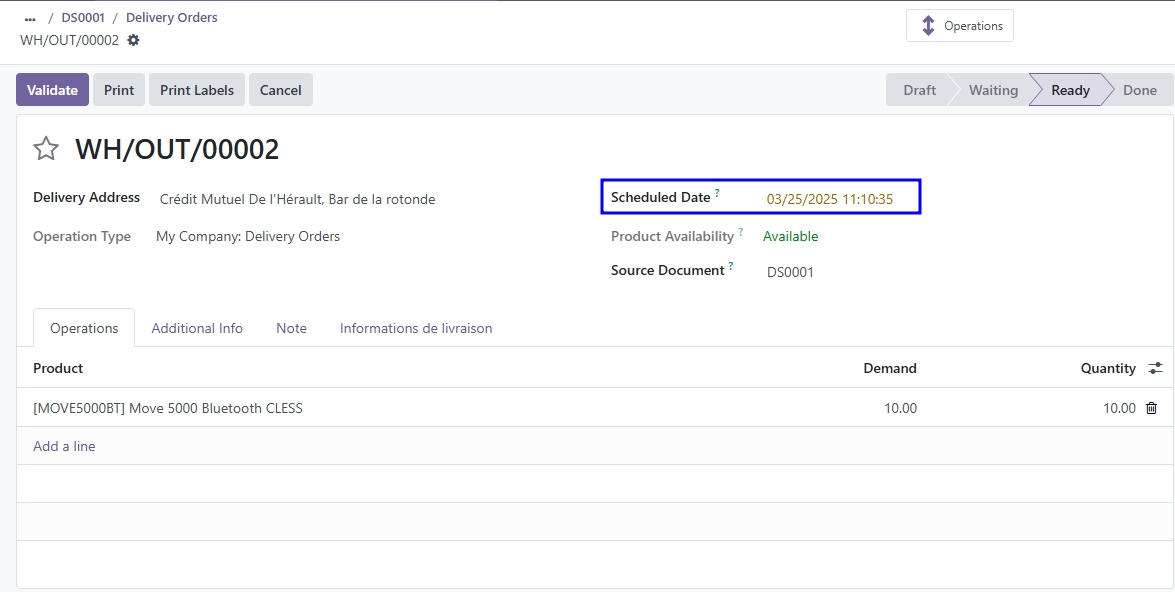 ... / DS0001 / Delivery Orders
WH/OUT/00002
Operations
Validate Print Print Labels Cancel
Draft Waiting Ready Done
WH/OUT/00002
Delivery Address Crédit Mutuel De l'Hérault, Bar de la rotonde
Scheduled Date ? 03/25/2025 11:10:35
Operation Type My Company: Delivery Orders
Product Availability ? Available
Source Document ? DS0001
Operations Additional Info Note Informations de livraison
Product Demand Quantity
[MOVE5000BT] Move 5000 Bluetooth CLESS 10.00 10.00
Add a line